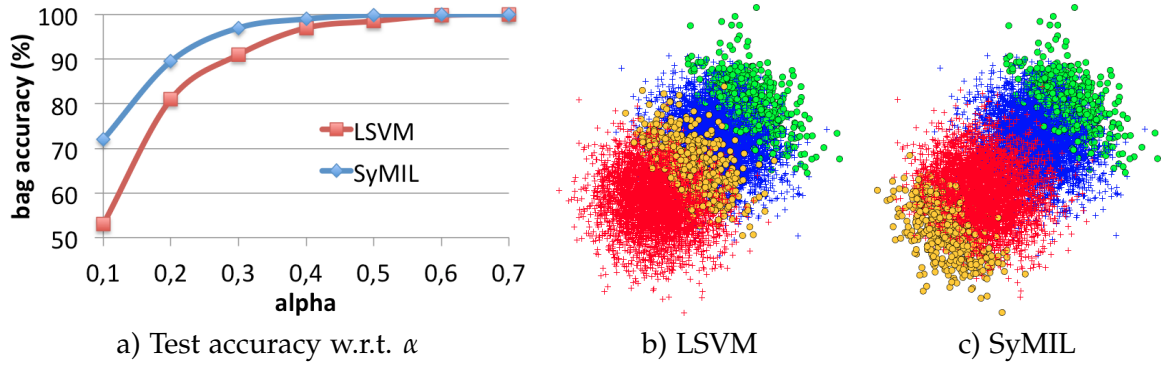 bag accuracy (%)
100
90
80
70
60
50
LSVM
SyMIL
0,1 0,2 0,3 0,4 0,5 0,6 0,7
alpha
a) Test accuracy w.r.t. α
b) LSVM
c) SyMIL